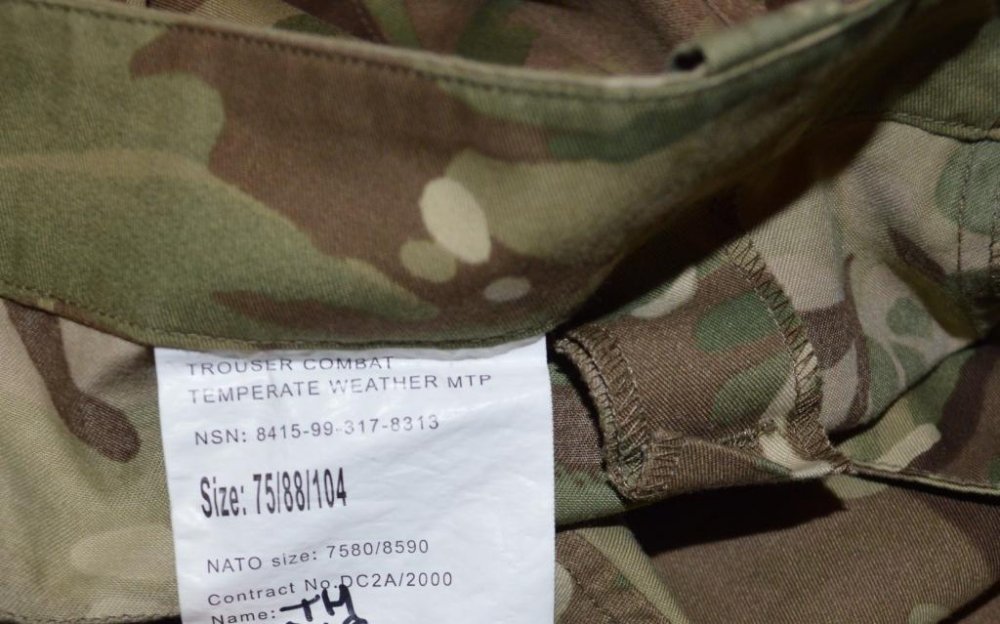 TROUSER COMBAT
TEMPERATE WEATHER MTP
NSN: 8415-99-317-8313
Size: 75/88/104
NATO size: 7580/8590
Contract No.DC2A/2000
Name: TH